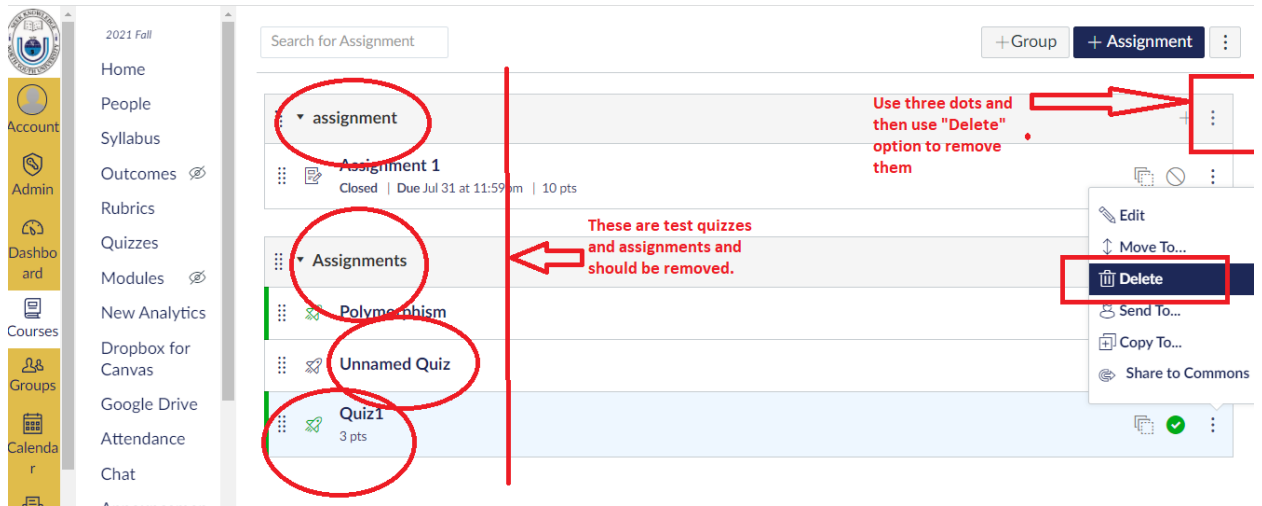 2021 Fall
Home
People
Syllabus
Outcomes
Rubrics
Quizzes
Modules
New Analytics
Dropbox for
Canvas
Google Drive
Attendance
Chat
Account
Admin
Dashbo
ard
Courses
Groups
Calenda
r
Search for Assignment
+Group
+ Assignment
assignment
+
Assignment 1
Closed | Due Jul 31 at 11:59pm | 10 pts
Use three dots and
then use "Delete"
option to remove
them
These are test quizzes
and assignments and
should be removed.
Assignments
Polymorphism
Unnamed Quiz
Quiz1
3 pts
Edit
Move To...
Delete
Send To...
Copy To...
Share to Commons